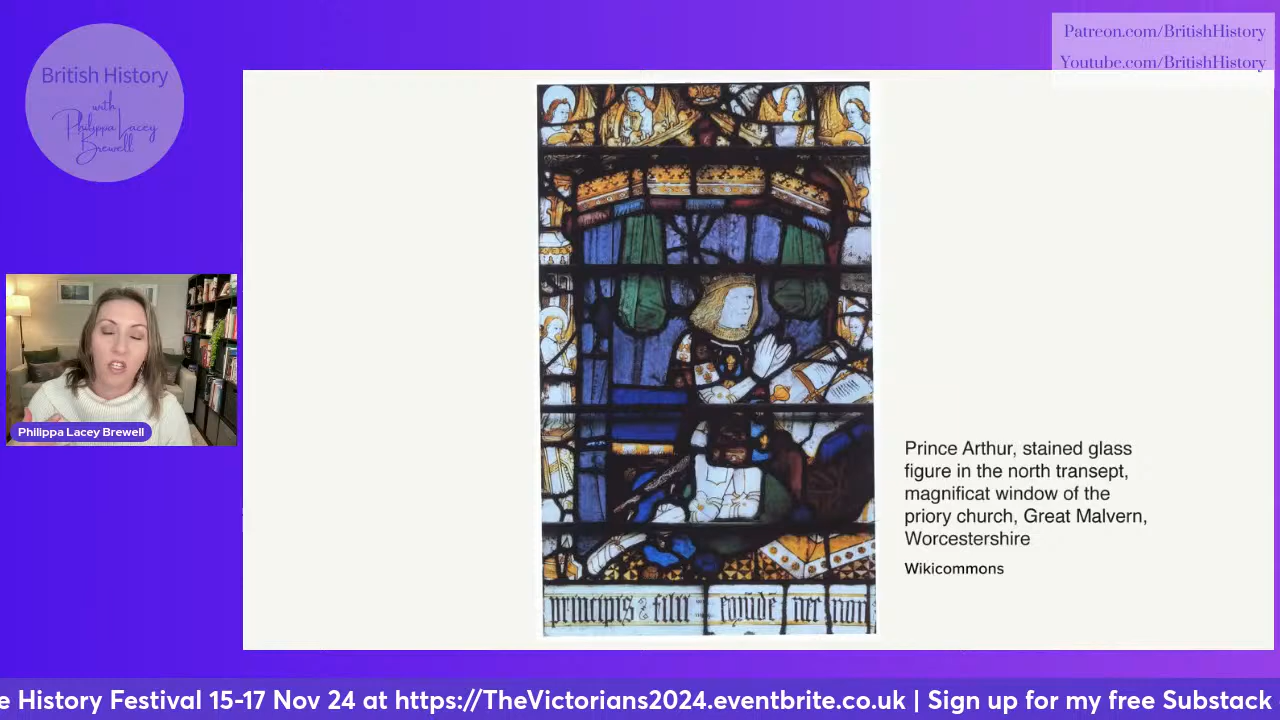 British History
with
Philippa Lacey
Brewell
Patreon.com/BritishHistory
Youtube.com/BritishHistory
Philippa Lacey Brewell
Prince Arthur, stained glass
figure in the north transept,
magnificat window of the
priory church, Great Malvern,
Worcestershire
Wikicommons
principis filii nec non
e History Festival 15-17 Nov 24 at https://TheVictorians2024.eventbrite.co.uk | Sign up for my free Substack